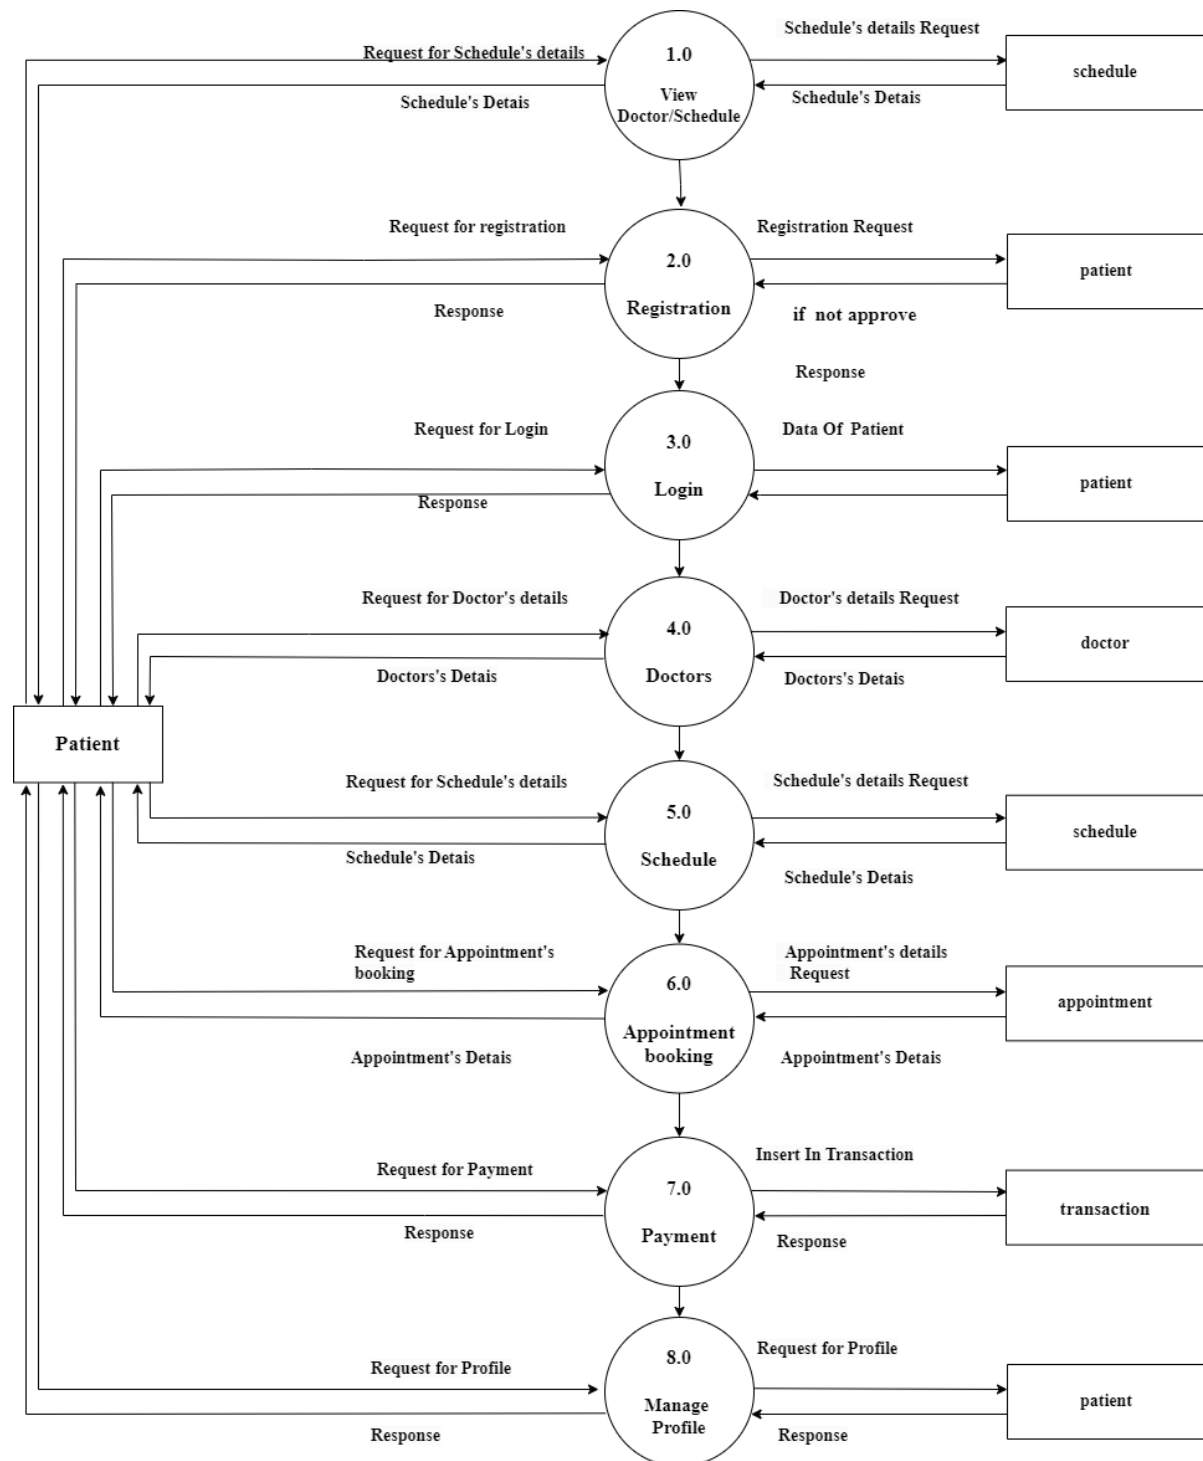 Schedule's details Request
Request for Schedule's details
1.0
schedule
View
Doctor/Schedule
Schedule's Detais
Schedule's Detais
Request for registration
Registration Request
2.0
patient
Registration
Response
if not approve
Response
Request for Login
Data Of Patient
3.0
patient
Login
Response
Request for Doctor's details
Doctor's details Request
4.0
doctor
Doctors
Doctors's Detais
Doctors's Detais
Patient
Request for Schedule's details
Schedule's details Request
5.0
schedule
Schedule
Schedule's Detais
Schedule's Detais
Request for Appointment's
booking
Appointment's details
Request
6.0
appointment
Appointment
booking
Appointment's Detais
Appointment's Detais
Request for Payment
Insert In Transaction
7.0
transaction
Payment
Response
Response
Request for Profile
Request for Profile
8.0
patient
Manage
Profile
Response
Response